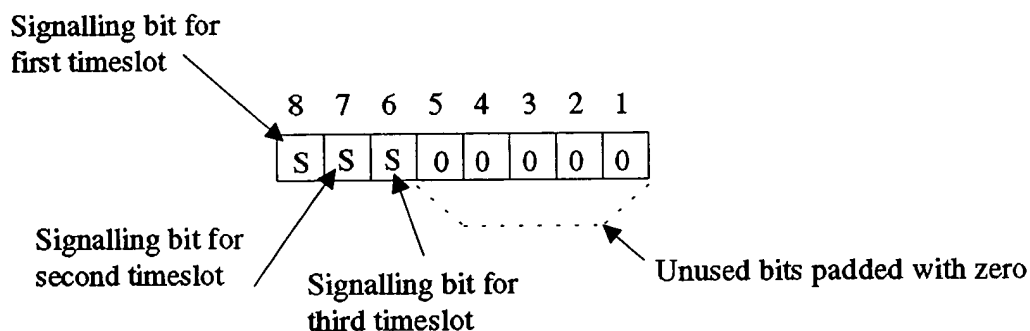 Signalling bit for
first timeslot
8 7 6 5 4 3 2 1
S S S 0 0 0 0 0
Signalling bit for
second timeslot
Signalling bit for
third timeslot
Unused bits padded with zero